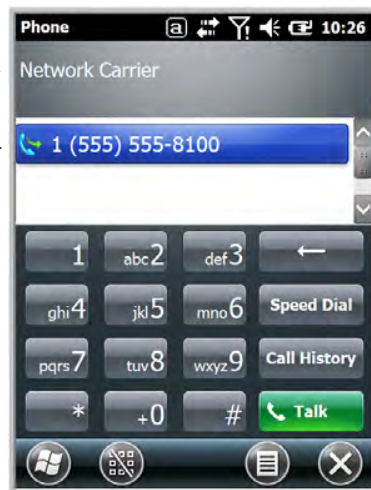 Phone a 10:26
Network Carrier
1 (555) 555-8100
1 abc2 def3
ghi4 jkl5 mno6 Speed Dial
pqrs7 tuv8 wxyz9 Call History
* +0 # Talk